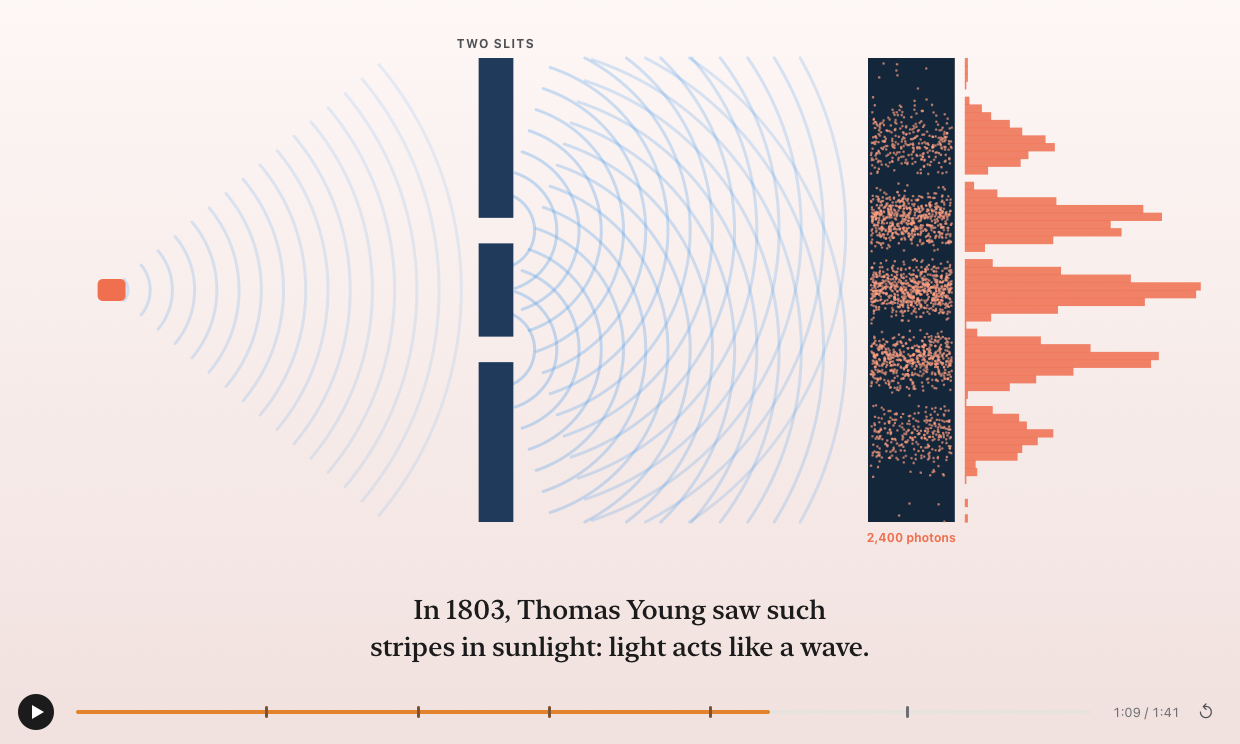 TWO SLITS
2,400 photons
In 1803, Thomas Young saw such
stripes in sunlight: light acts like a wave.
1:09 / 1:41